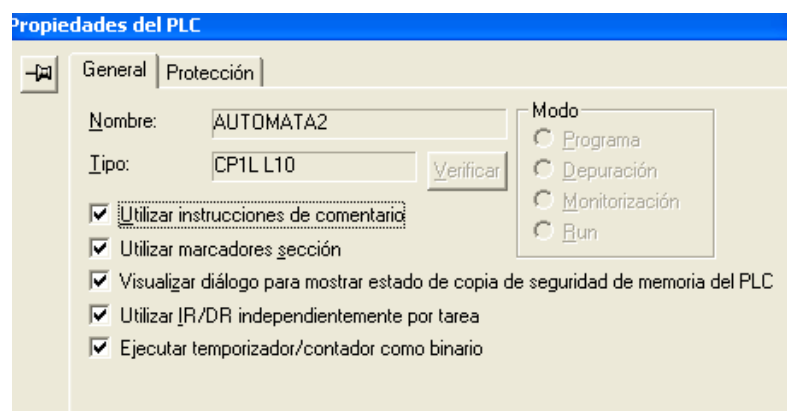 Propiedades del PLC
General Protección
Nombre: AUTOMATA2
Tipo: CP1L L10 Verificar
Modo
Programa
Depuración
Monitorización
Run
Utilizar instrucciones de comentario
Utilizar marcadores sección
Visualizar diálogo para mostrar estado de copia de seguridad de memoria del PLC
Utilizar IR/DR independientemente por tarea
Ejecutar temporizador/contador como binario